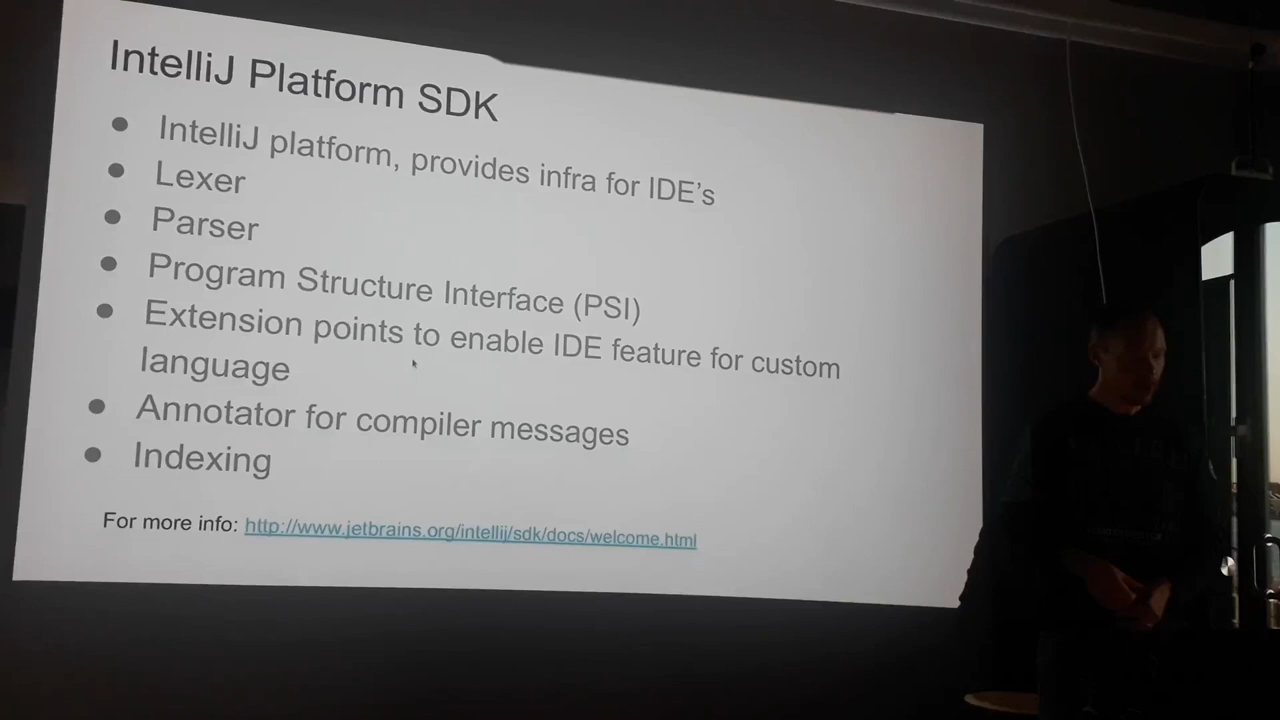 IntelliJ Platform SDK
● IntelliJ platform, provides infra for IDE's
● Lexer
● Parser
● Program Structure Interface (PSI)
● Extension points to enable IDE feature for custom
language
● Annotator for compiler messages
● Indexing
For more info: http://www.jetbrains.org/intellij/sdk/docs/welcome.html